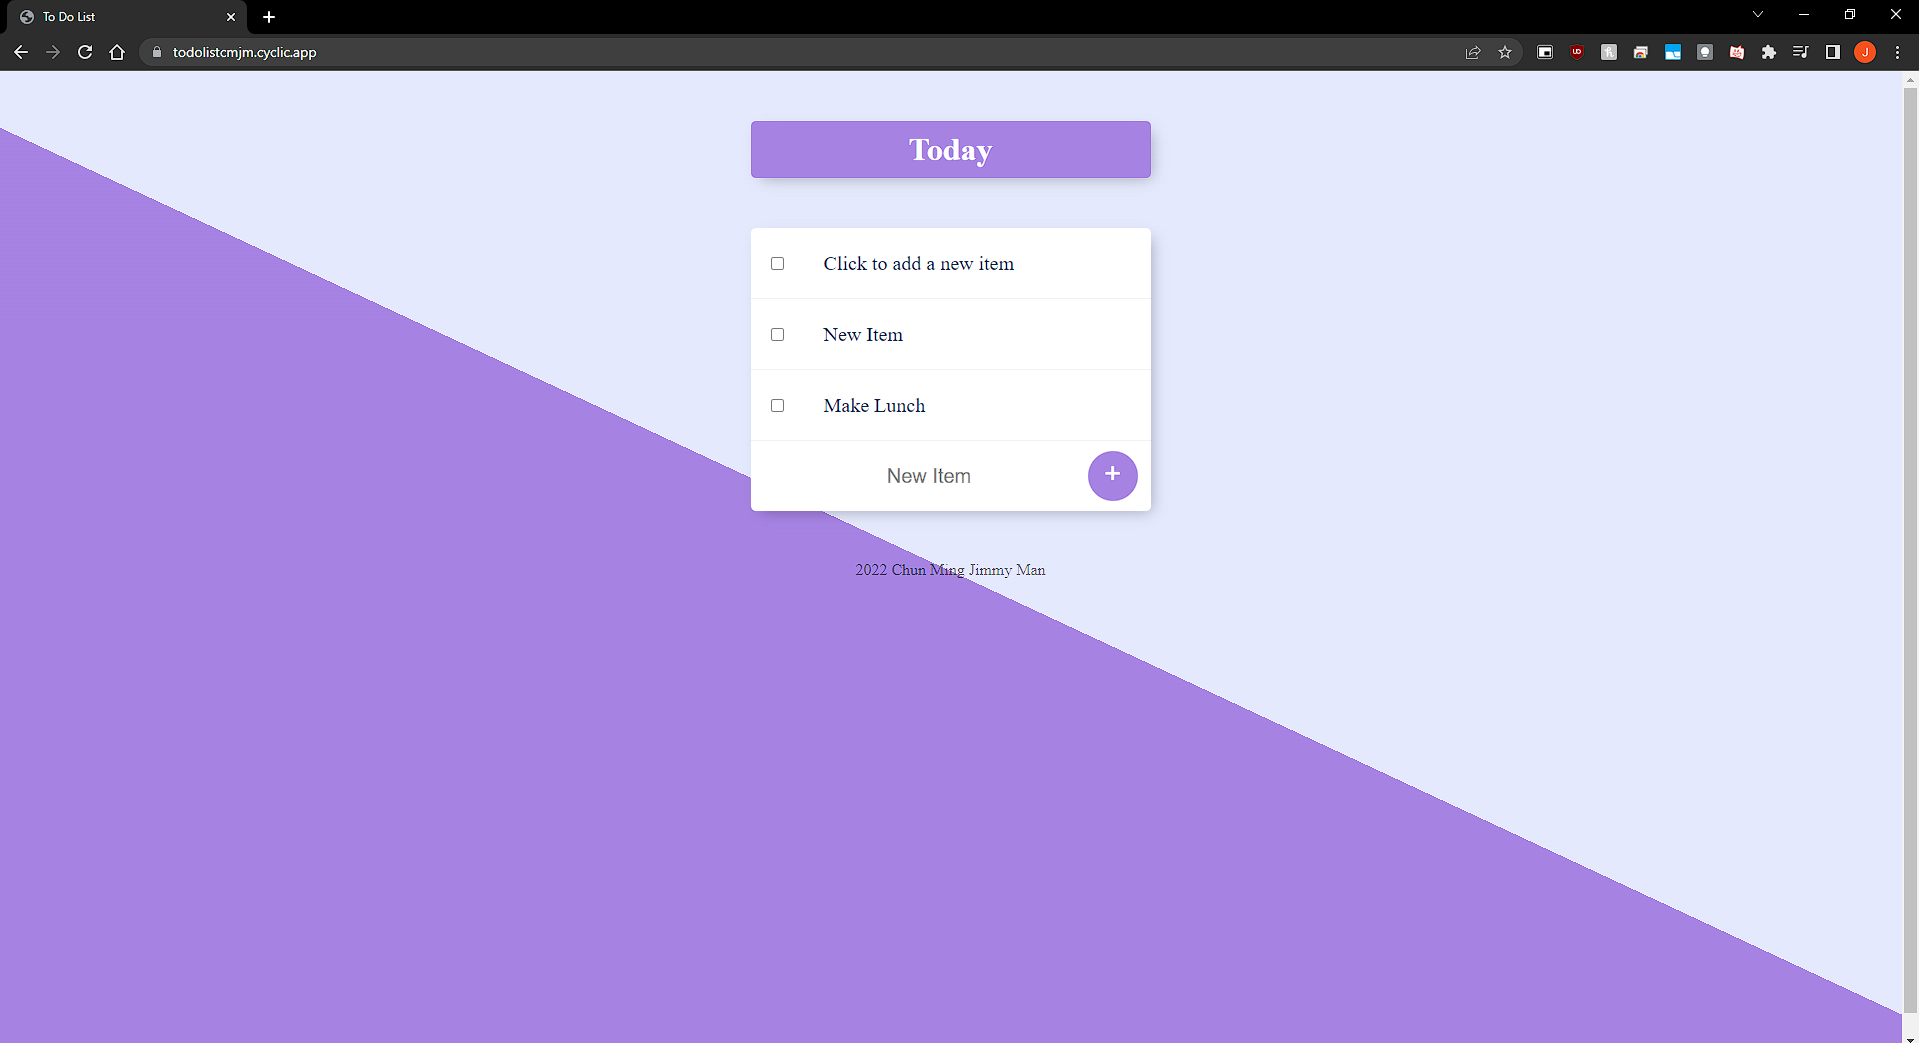 To Do List
todolistcmjm.cyclic.app
J
Today
Click to add a new item
New Item
Make Lunch
New Item
+
2022 Chun Ming Jimmy Man